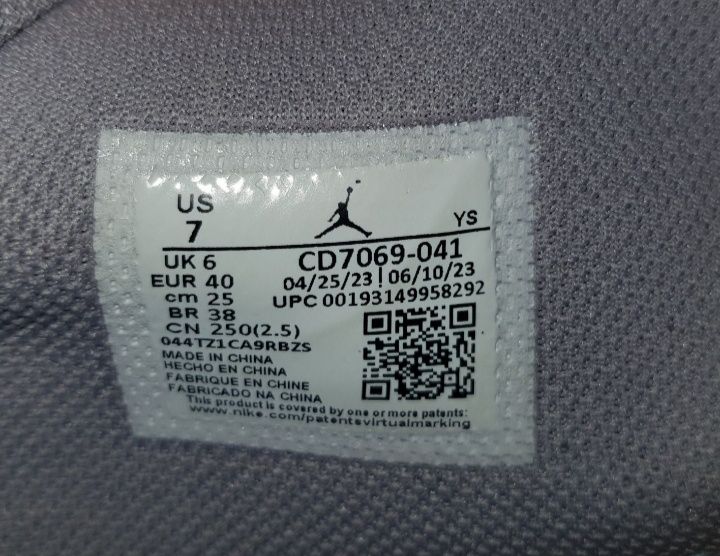 US
7
YS
UK 6
EUR 40
cm 25
BR 38
CN 250(2.5)
044TZ1CA9RBZS
CD7069-041
04/25/23 | 06/10/23
UPC 00193149958292
MADE IN CHINA
HECHO EN CHINA
FABRIQUE EN CHINE
FABRICADO NA CHINA
This product is covered by one or more patents:
www.nike.com/patentsvirtualmarking